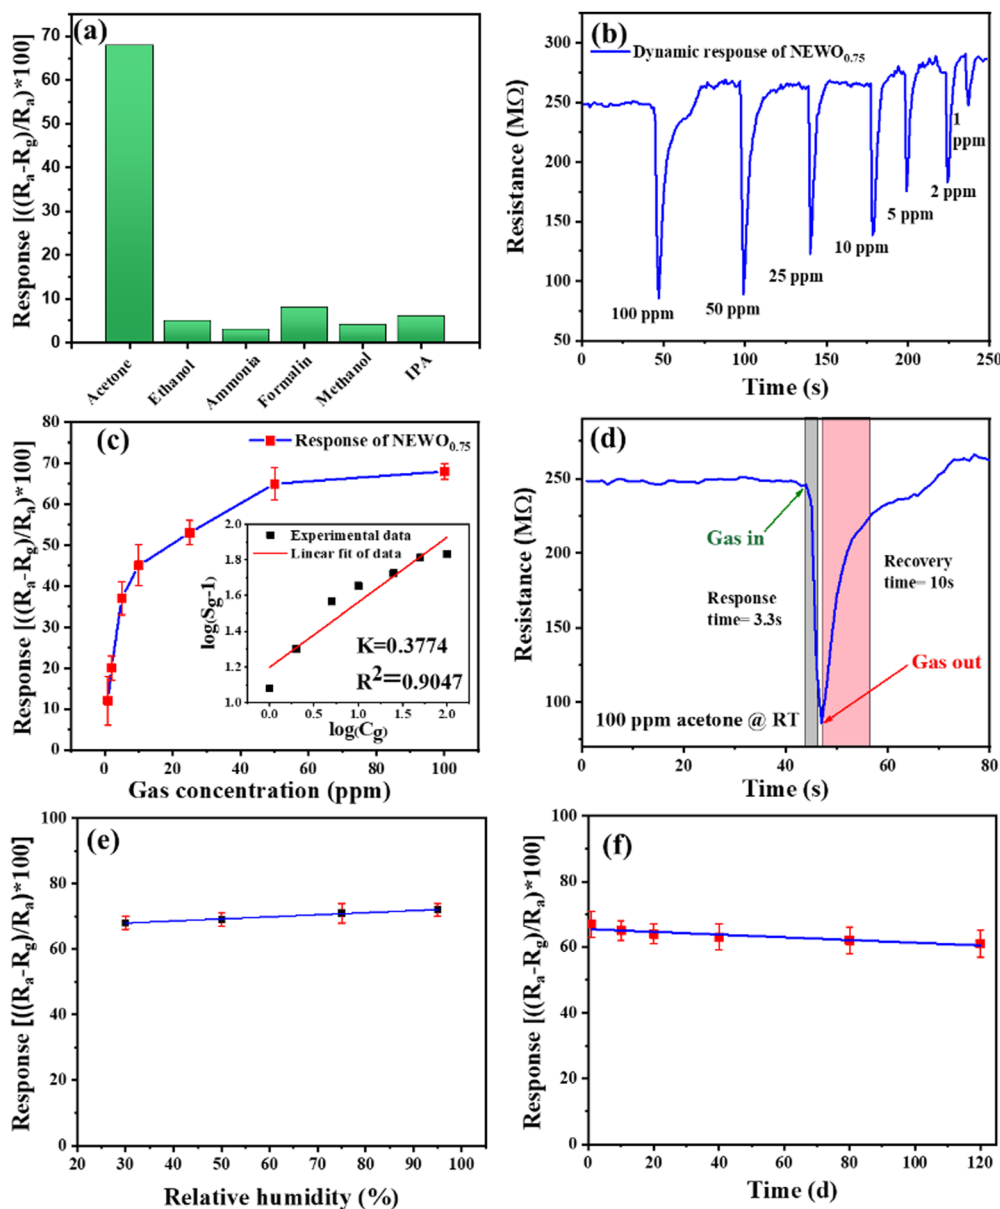 (a)
Response [((Rₐ-R_g)/Rₐ)*100]
70
60
50
40
30
20
10
0
Acetone
Ethanol
Ammonia
Formalin
Methanol
IPA
(b)
Dynamic response of NEWO₀.₇₅
Resistance (MΩ)
300
250
200
150
100
50
100 ppm
50 ppm
25 ppm
10 ppm
5 ppm
2 ppm
1
ppm
0 50 100 150 200 250
Time (s)
(c)
Response of NEWO₀.₇₅
Response [((Rₐ-R_g)/Rₐ)*100]
80
70
60
50
40
30
20
10
0
0 20 40 60 80 100
Gas concentration (ppm)
Experimental data
Linear fit of data
log(S_g-1)
2.0
1.8
1.6
1.4
1.2
1.0
K=0.3774
R²=0.9047
0.0 0.5 1.0 1.5 2.0
log(C_g)
(d)
Resistance (MΩ)
250
200
150
100
Gas in
Response
time= 3.3s
Recovery
time= 10s
Gas out
100 ppm acetone @ RT
0 20 40 60 80
Time (s)
(e)
Response [((Rₐ-R_g)/Rₐ)*100]
100
80
60
40
20
0
20 30 40 50 60 70 80 90 100
Relative humidity (%)
(f)
Response [((Rₐ-R_g)/Rₐ)*100]
100
80
60
40
20
0
0 20 40 60 80 100 120
Time (d)